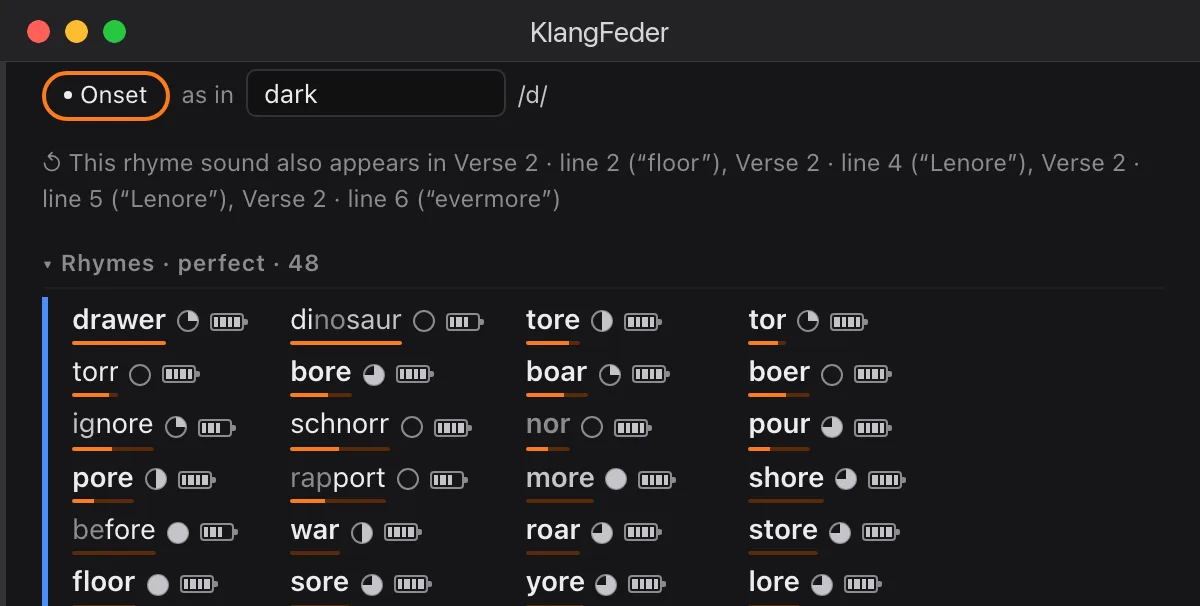 KlangFeder
• Onset as in dark /d/
This rhyme sound also appears in Verse 2 · line 2 (“floor”), Verse 2 · line 4 (“Lenore”), Verse 2 ·
line 5 (“Lenore”), Verse 2 · line 6 (“evermore”)
▾ Rhymes · perfect · 48
drawer dinosaur tore tor
torr bore boar boer
ignore schnorr nor pour
pore rapport more shore
before war roar store
floor sore yore lore